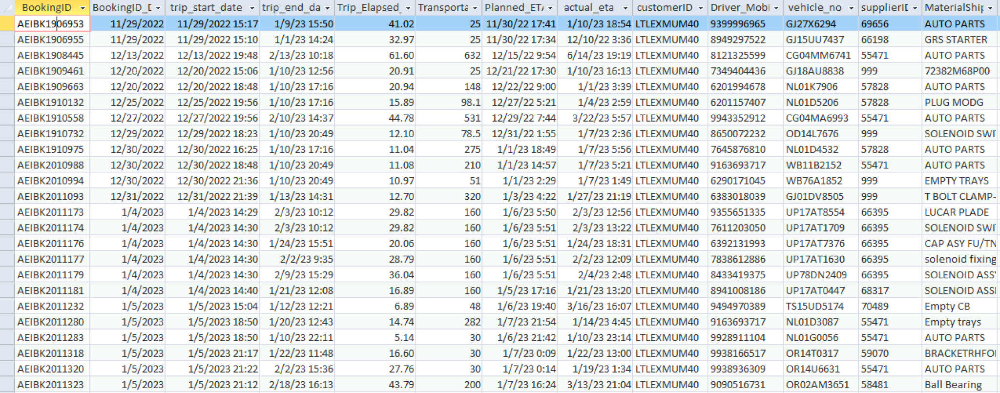 BookingID BookingID_D trip_start_date trip_end_da Trip_Elapsed_ Transporta Planned_ETA actual_eta customerID Driver_Mobi vehicle_no supplierID MaterialShip
AEIBK1906953 11/29/2022 11/29/2022 15:17 1/9/23 15:50 41.02 25 11/30/22 17:41 1/10/23 18:54 LTLEXMUM40 9399996965 GJ27X6294 69656 AUTO PARTS
AEIBK1906955 11/29/2022 11/29/2022 15:10 1/1/23 14:24 32.97 25 11/30/22 17:34 12/10/22 3:36 LTLEXMUM40 8949297522 GJ15UU7437 66198 GRS STARTER
AEIBK1908445 12/13/2022 12/13/2022 19:48 2/13/23 10:18 61.60 632 12/15/22 9:54 6/14/23 19:19 LTLEXMUM40 8121325599 CG04MM6741 55471 AUTO PARTS
AEIBK1909461 12/20/2022 12/20/2022 15:06 1/10/23 12:56 20.91 25 12/21/22 17:30 1/10/23 16:13 LTLEXMUM40 7349404436 GJ18AU8838 999 72382M68P00
AEIBK1909663 12/20/2022 12/20/2022 18:48 1/10/23 17:16 20.94 148 12/22/22 9:00 1/1/23 3:39 LTLEXMUM40 6201994678 NL01K7906 57828 AUTO PARTS
AEIBK1910132 12/25/2022 12/25/2022 19:56 1/10/23 17:16 15.89 98.1 12/27/22 5:21 1/4/23 2:59 LTLEXMUM40 6201157407 NL01D5206 57828 PLUG MODG
AEIBK1910558 12/27/2022 12/27/2022 19:56 2/10/23 14:37 44.78 531 12/29/22 7:44 3/22/23 5:57 LTLEXMUM40 9943352912 CG04MA6993 55471 AUTO PARTS
AEIBK1910732 12/29/2022 12/29/2022 18:23 1/10/23 20:49 12.10 78.5 12/31/22 1:55 1/7/23 2:36 LTLEXMUM40 8650072232 OD14L7676 999 SOLENOID SWI
AEIBK1910975 12/30/2022 12/30/2022 16:25 1/10/23 17:16 11.04 275 1/1/23 18:49 1/7/23 5:56 LTLEXMUM40 7645876810 NL01D4532 57828 AUTO PARTS
AEIBK2010988 12/30/2022 12/30/2022 18:48 1/10/23 20:49 11.08 210 1/1/23 14:57 1/7/23 5:21 LTLEXMUM40 9163693717 WB11B2152 55471 AUTO PARTS
AEIBK2010994 12/30/2022 12/30/2022 21:36 1/10/23 20:49 10.97 51 1/1/23 2:29 1/7/23 1:49 LTLEXMUM40 6290171045 WB76A1852 999 EMPTY TRAYS
AEIBK2011093 12/31/2022 12/31/2022 21:39 1/13/23 14:31 12.70 320 1/3/23 4:22 1/27/23 21:19 LTLEXMUM40 6383018039 GJ01DV8505 999 T BOLT CLAMP-
AEIBK2011173 1/4/2023 1/4/2023 14:29 2/3/23 10:12 29.82 160 1/6/23 5:50 2/3/23 12:56 LTLEXMUM40 9355651335 UP17AT8554 66395 LUCAR PLADE
AEIBK2011174 1/4/2023 1/4/2023 14:30 2/3/23 10:12 29.82 160 1/6/23 5:51 2/3/23 13:22 LTLEXMUM40 7611203050 UP17AT1709 66395 SOLENOID SWI
AEIBK2011176 1/4/2023 1/4/2023 14:30 1/24/23 15:51 20.06 160 1/6/23 5:51 1/24/23 18:31 LTLEXMUM40 6392131993 UP17AT7376 66395 CAP ASY FU/TN
AEIBK2011177 1/4/2023 1/4/2023 14:30 2/2/23 9:35 28.79 160 1/6/23 5:51 2/2/23 12:09 LTLEXMUM40 7838612886 UP17AT1630 66395 solenoid fixing
AEIBK2011179 1/4/2023 1/4/2023 14:30 2/9/23 15:29 36.04 160 1/6/23 5:51 2/4/23 2:48 LTLEXMUM40 8433419375 UP78DN2409 66395 SOLENOID ASSY
AEIBK2011181 1/4/2023 1/4/2023 14:40 1/21/23 12:08 16.89 160 1/5/23 17:16 1/21/23 13:20 LTLEXMUM40 8941008186 UP17AT0447 68317 SOLENOID ASSI
AEIBK2011232 1/5/2023 1/5/2023 15:04 1/12/23 12:21 6.89 48 1/6/23 19:40 3/16/23 16:07 LTLEXMUM40 9494970389 TS15UD5174 70489 Empty CB
AEIBK2011280 1/5/2023 1/5/2023 18:50 1/20/23 12:43 14.74 282 1/7/23 21:54 1/14/23 4:45 LTLEXMUM40 9163693717 NL01D3087 55471 Empty trays
AEIBK2011283 1/5/2023 1/5/2023 18:50 1/10/23 22:11 5.14 30 1/6/23 21:42 1/10/23 23:14 LTLEXMUM40 9928911104 NL01G0056 55471 AUTO PARTS
AEIBK2011318 1/5/2023 1/5/2023 21:17 1/22/23 11:48 16.60 30 1/7/23 0:09 1/22/23 13:00 LTLEXMUM40 9938166517 OR14T0317 59070 BRACKETRHFOI
AEIBK2011320 1/5/2023 1/5/2023 21:22 2/2/23 15:36 27.76 30 1/7/23 0:14 1/19/23 1:34 LTLEXMUM40 9938936309 OR14U6631 55471 AUTO PARTS
AEIBK2011323 1/5/2023 1/5/2023 21:12 2/18/23 16:13 43.79 200 1/7/23 16:24 3/13/23 21:04 LTLEXMUM40 9090516731 OR02AM3651 58481 Ball Bearing